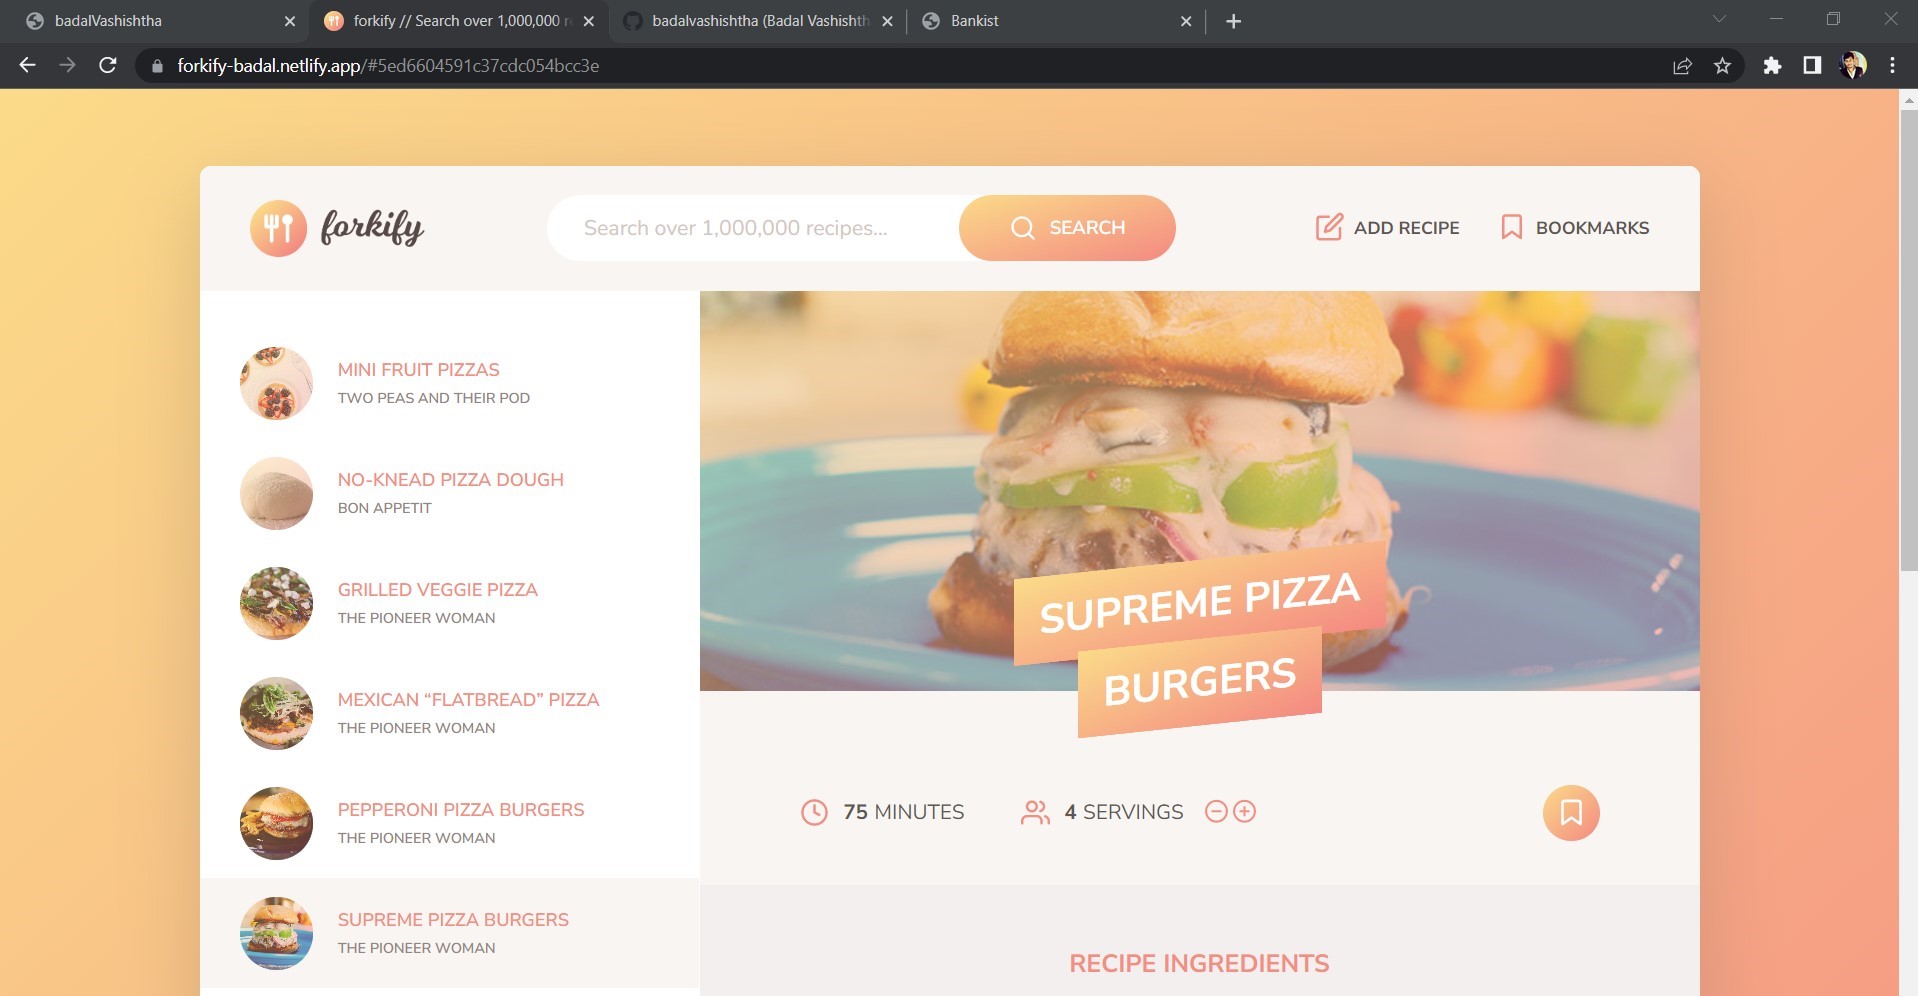 badalVashishtha
forkify // Search over 1,000,000 r
badalvashishtha (Badal Vashishth
Bankist
forkify-badal.netlify.app/#5ed6604591c37cdc054bcc3e
forkify
Search over 1,000,000 recipes...
SEARCH
ADD RECIPE
BOOKMARKS
MINI FRUIT PIZZAS
TWO PEAS AND THEIR POD
NO-KNEAD PIZZA DOUGH
BON APPETIT
GRILLED VEGGIE PIZZA
THE PIONEER WOMAN
MEXICAN “FLATBREAD” PIZZA
THE PIONEER WOMAN
PEPPERONI PIZZA BURGERS
THE PIONEER WOMAN
SUPREME PIZZA BURGERS
THE PIONEER WOMAN
SUPREME PIZZA
BURGERS
75 MINUTES
4 SERVINGS
RECIPE INGREDIENTS